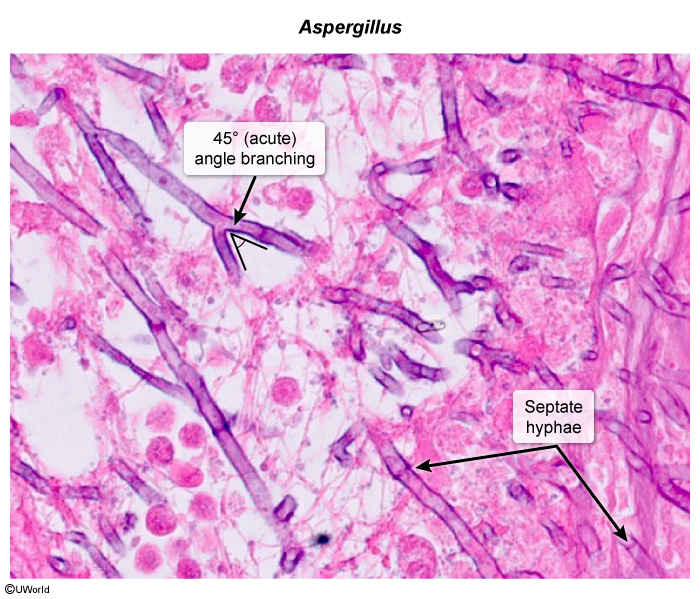 Aspergillus
45° (acute)
angle branching
Septate
hyphae
©UWorld